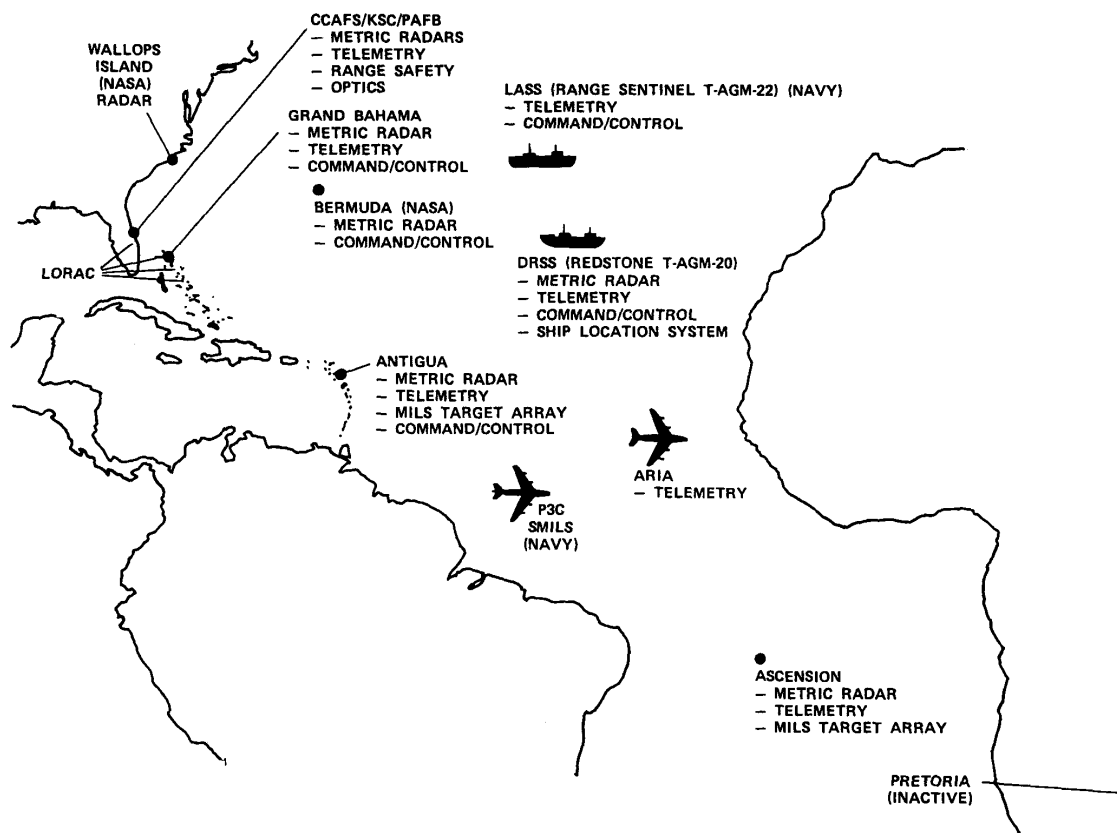 CCAFS/KSC/PAFB
– METRIC RADARS
– TELEMETRY
– RANGE SAFETY
– OPTICS
WALLOPS
ISLAND
(NASA)
RADAR
LASS (RANGE SENTINEL T-AGM-22) (NAVY)
– TELEMETRY
– COMMAND/CONTROL
GRAND BAHAMA
– METRIC RADAR
– TELEMETRY
– COMMAND/CONTROL
BERMUDA (NASA)
– METRIC RADAR
– COMMAND/CONTROL
LORAC
DRSS (REDSTONE T-AGM-20)
– METRIC RADAR
– TELEMETRY
– COMMAND/CONTROL
– SHIP LOCATION SYSTEM
ANTIGUA
– METRIC RADAR
– TELEMETRY
– MILS TARGET ARRAY
– COMMAND/CONTROL
ARIA
– TELEMETRY
P3C
SMILS
(NAVY)
ASCENSION
– METRIC RADAR
– TELEMETRY
– MILS TARGET ARRAY
PRETORIA
(INACTIVE)